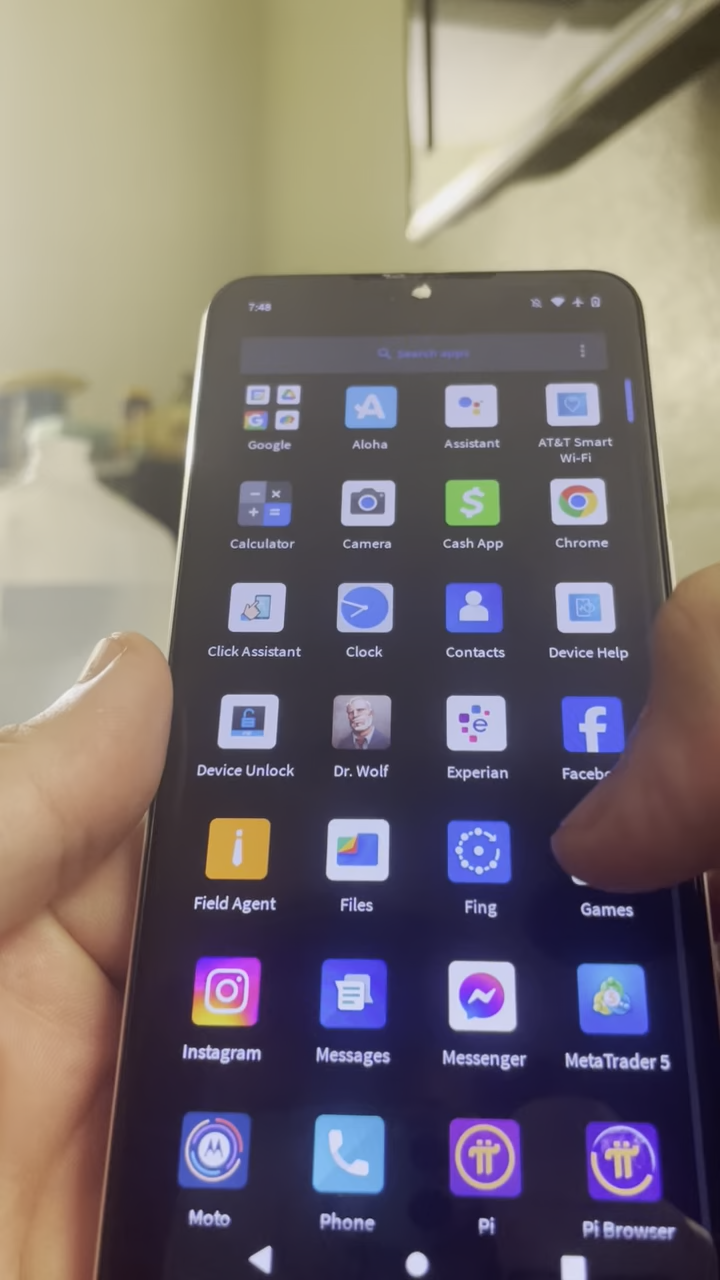 7:48
Search apps
Google
Aloha
Assistant
AT&T Smart
Wi-Fi
Calculator
Camera
Cash App
Chrome
Click Assistant
Clock
Contacts
Device Help
Device Unlock
Dr. Wolf
Experian
Facebo
Field Agent
Files
Fing
Games
Instagram
Messages
Messenger
MetaTrader 5
Moto
Phone
Pi
Pi Browser